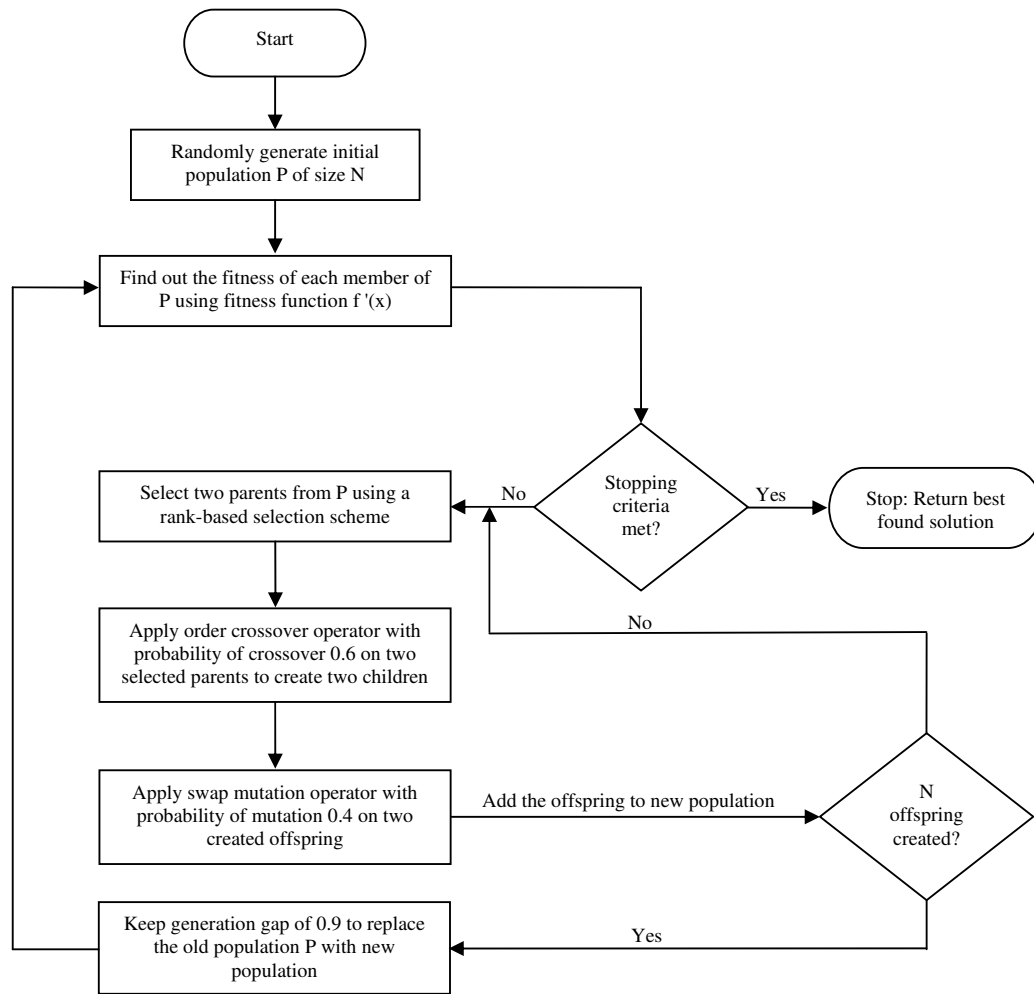 Start
Randomly generate initial
population P of size N
Find out the fitness of each member of
P using fitness function f '(x)
Stopping
criteria
met?
Yes
Stop: Return best
found solution
No
Select two parents from P using a
rank-based selection scheme
Apply order crossover operator with
probability of crossover 0.6 on two
selected parents to create two children
Apply swap mutation operator with
probability of mutation 0.4 on two
created offspring
Add the offspring to new population
N
offspring
created?
No
Yes
Keep generation gap of 0.9 to replace
the old population P with new
population